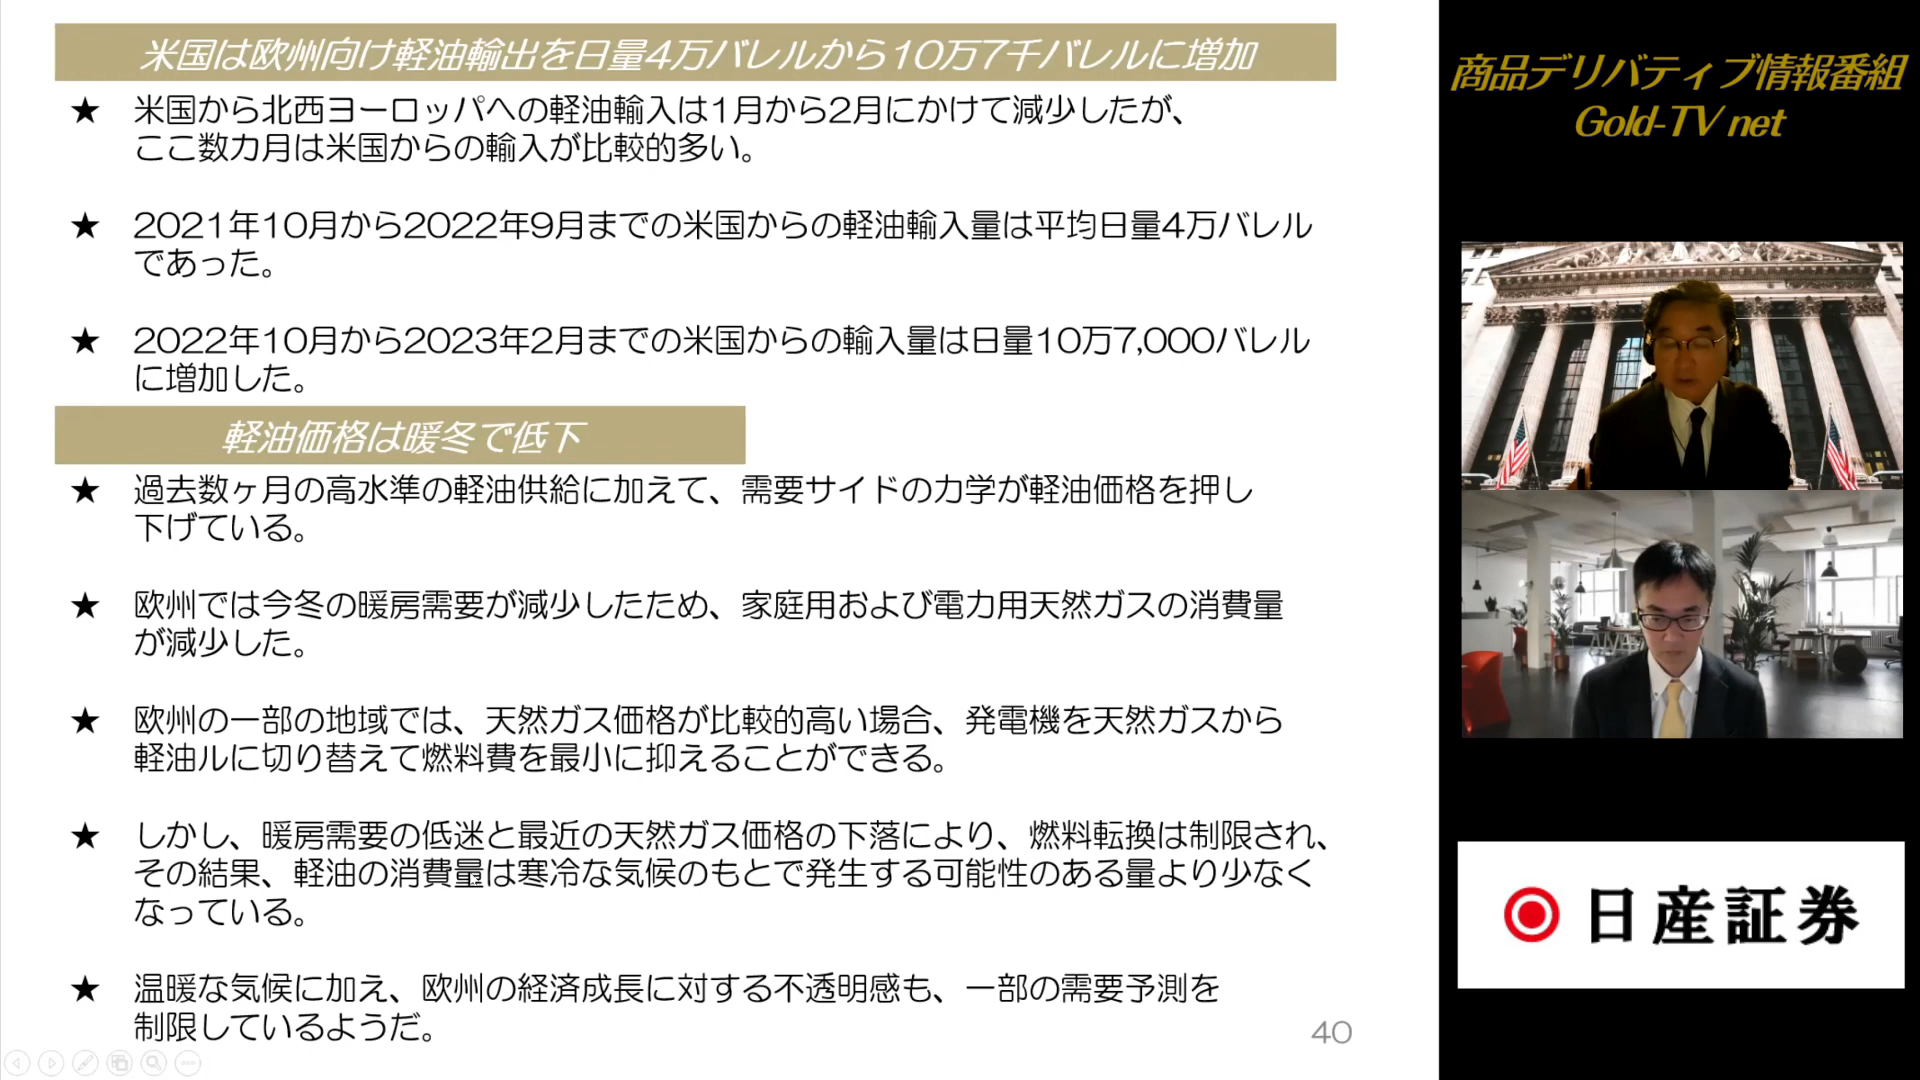 米国は欧州向け軽油輸出を日量4万バレルから10万7千バレルに増加
★ 米国から北西ヨーロッパへの軽油輸入は1月から2月にかけて減少したが、
ここ数カ月は米国からの輸入が比較的多い。
★ 2021年10月から2022年9月までの米国からの軽油輸入量は平均日量4万バレル
であった。
★ 2022年10月から2023年2月までの米国からの輸入量は日量10万7,000バレル
に増加した。
軽油価格は暖冬で低下
★ 過去数ヶ月の高水準の軽油供給に加えて、需要サイドの力学が軽油価格を押し
下げている。
★ 欧州では今冬の暖房需要が減少したため、家庭用および電力用天然ガスの消費量
が減少した。
★ 欧州の一部の地域では、天然ガス価格が比較的高い場合、発電機を天然ガスから
軽油ルに切り替えて燃料費を最小に抑えることができる。
★ しかし、暖房需要の低迷と最近の天然ガス価格の下落により、燃料転換は制限され、
その結果、軽油の消費量は寒冷な気候のもとで発生する可能性のある量より少なく
なっている。
★ 温暖な気候に加え、欧州の経済成長に対する不透明感も、一部の需要予測を
制限しているようだ。
40
商品デリバティブ情報番組
Gold-TV net
日産証券